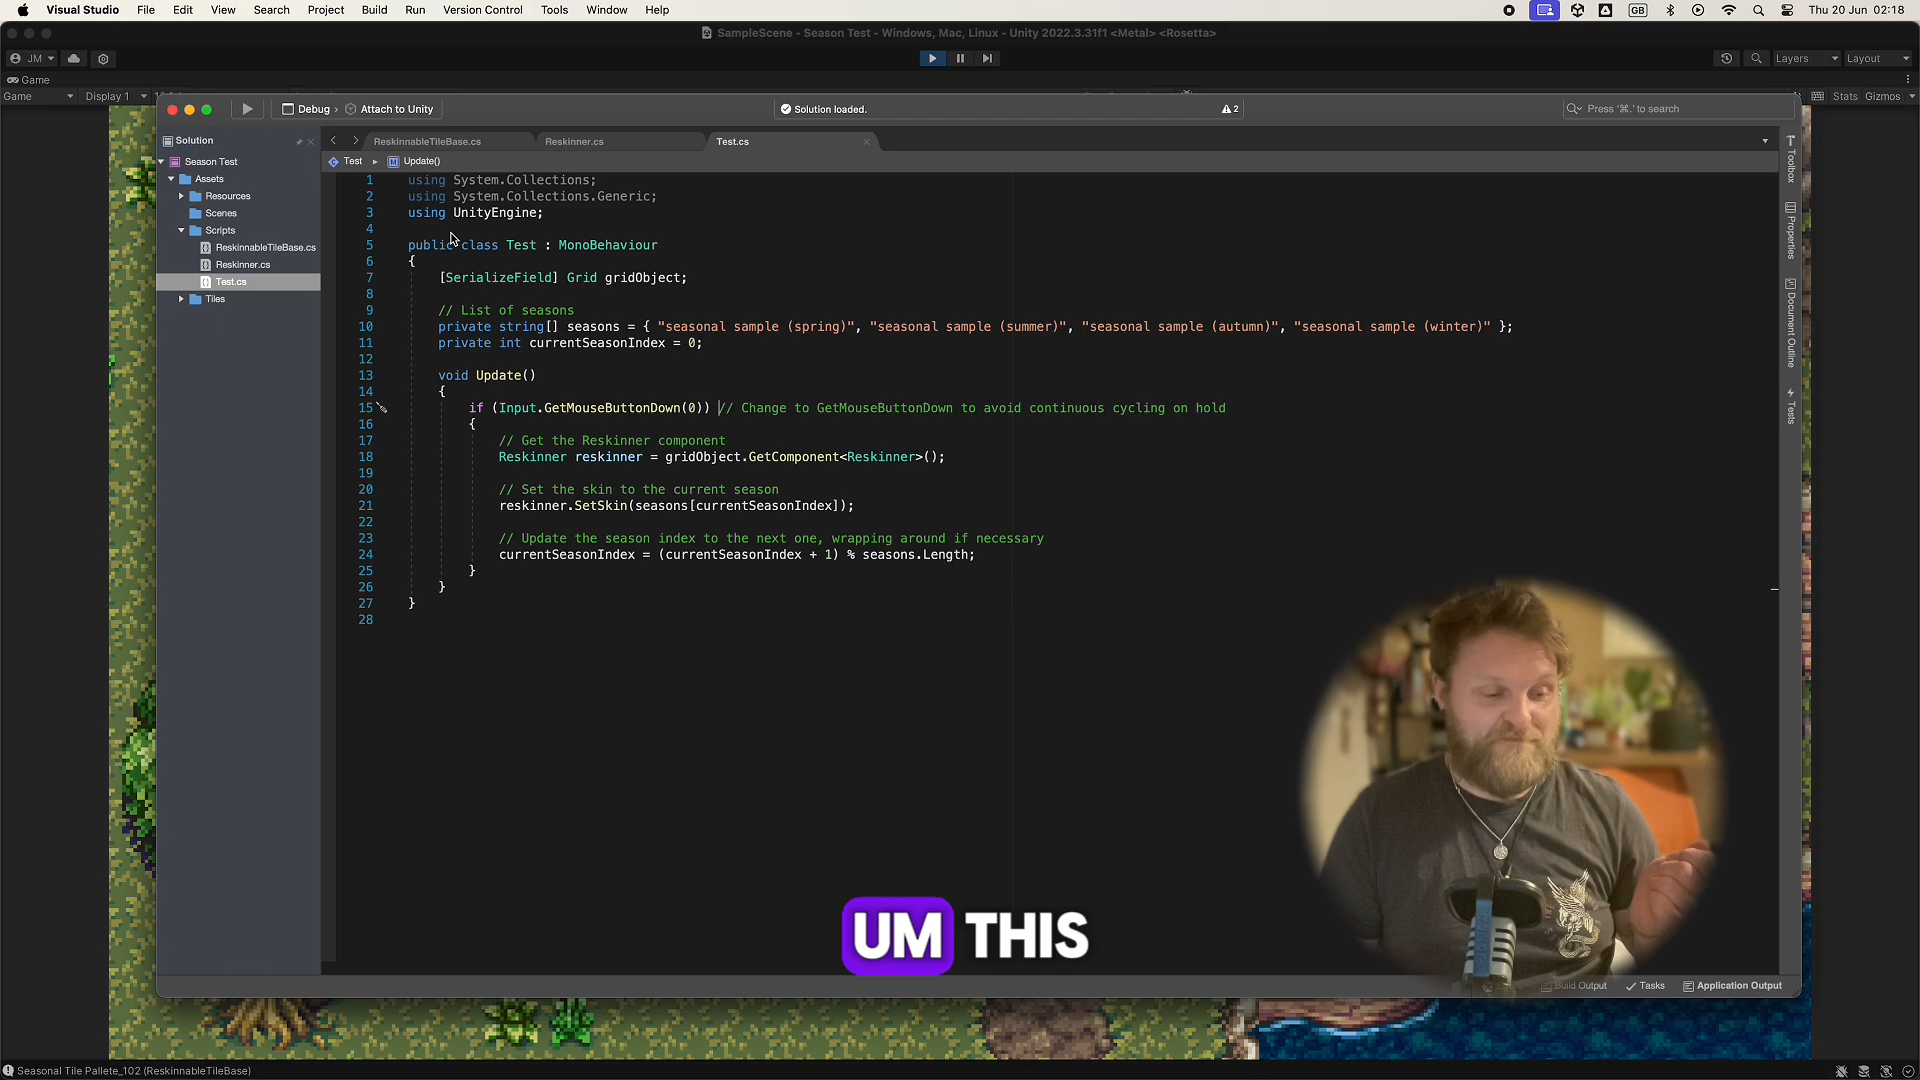 Visual Studio File Edit View Search Project Build Run Version Control Tools Window Help GB Thu 20 Jun 02:18
SampleScene - Season Test - Windows, Mac, Linux - Unity 2022.3.31f1 <Metal> <Rosetta>
JM Layers Layout
Game
Game Display 1 Stats Gizmos
Debug › Attach to Unity Solution loaded. 2 Press '⌘.' to search
Solution ReskinnableTileBase.cs Reskinner.cs Test.cs
Season Test Test Update()
Assets
Resources
Scenes
Scripts
ReskinnableTileBase.cs
Reskinner.cs
Test.cs
Tiles
1 using System.Collections;
2 using System.Collections.Generic;
3 using UnityEngine;
4
5 public class Test : MonoBehaviour
6 {
7 [SerializeField] Grid gridObject;
8
9 // List of seasons
10 private string[] seasons = { "seasonal sample (spring)", "seasonal sample (summer)", "seasonal sample (autumn)", "seasonal sample (winter)" };
11 private int currentSeasonIndex = 0;
12
13 void Update()
14 {
15 if (Input.GetMouseButtonDown(0)) // Change to GetMouseButtonDown to avoid continuous cycling on hold
16 {
17 // Get the Reskinner component
18 Reskinner reskinner = gridObject.GetComponent<Reskinner>();
19
20 // Set the skin to the current season
21 reskinner.SetSkin(seasons[currentSeasonIndex]);
22
23 // Update the season index to the next one, wrapping around if necessary
24 currentSeasonIndex = (currentSeasonIndex + 1) % seasons.Length;
25 }
26 }
27 }
28
Toolbox
Properties
Document Outline
Tests
UM THIS
Build Output Tasks Application Output
Seasonal Tile Pallete_102 (ReskinnableTileBase)